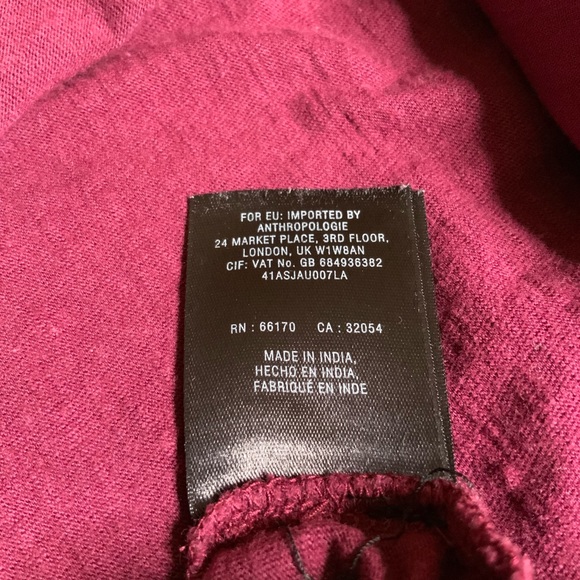 FOR EU: IMPORTED BY
ANTHROPOLOGIE
24 MARKET PLACE, 3RD FLOOR,
LONDON, UK W1W8AN
CIF: VAT No. GB 684936382
41ASJAU007LA
RN : 66170 CA : 32054
MADE IN INDIA,
HECHO EN INDIA,
FABRIQUÉ EN INDE